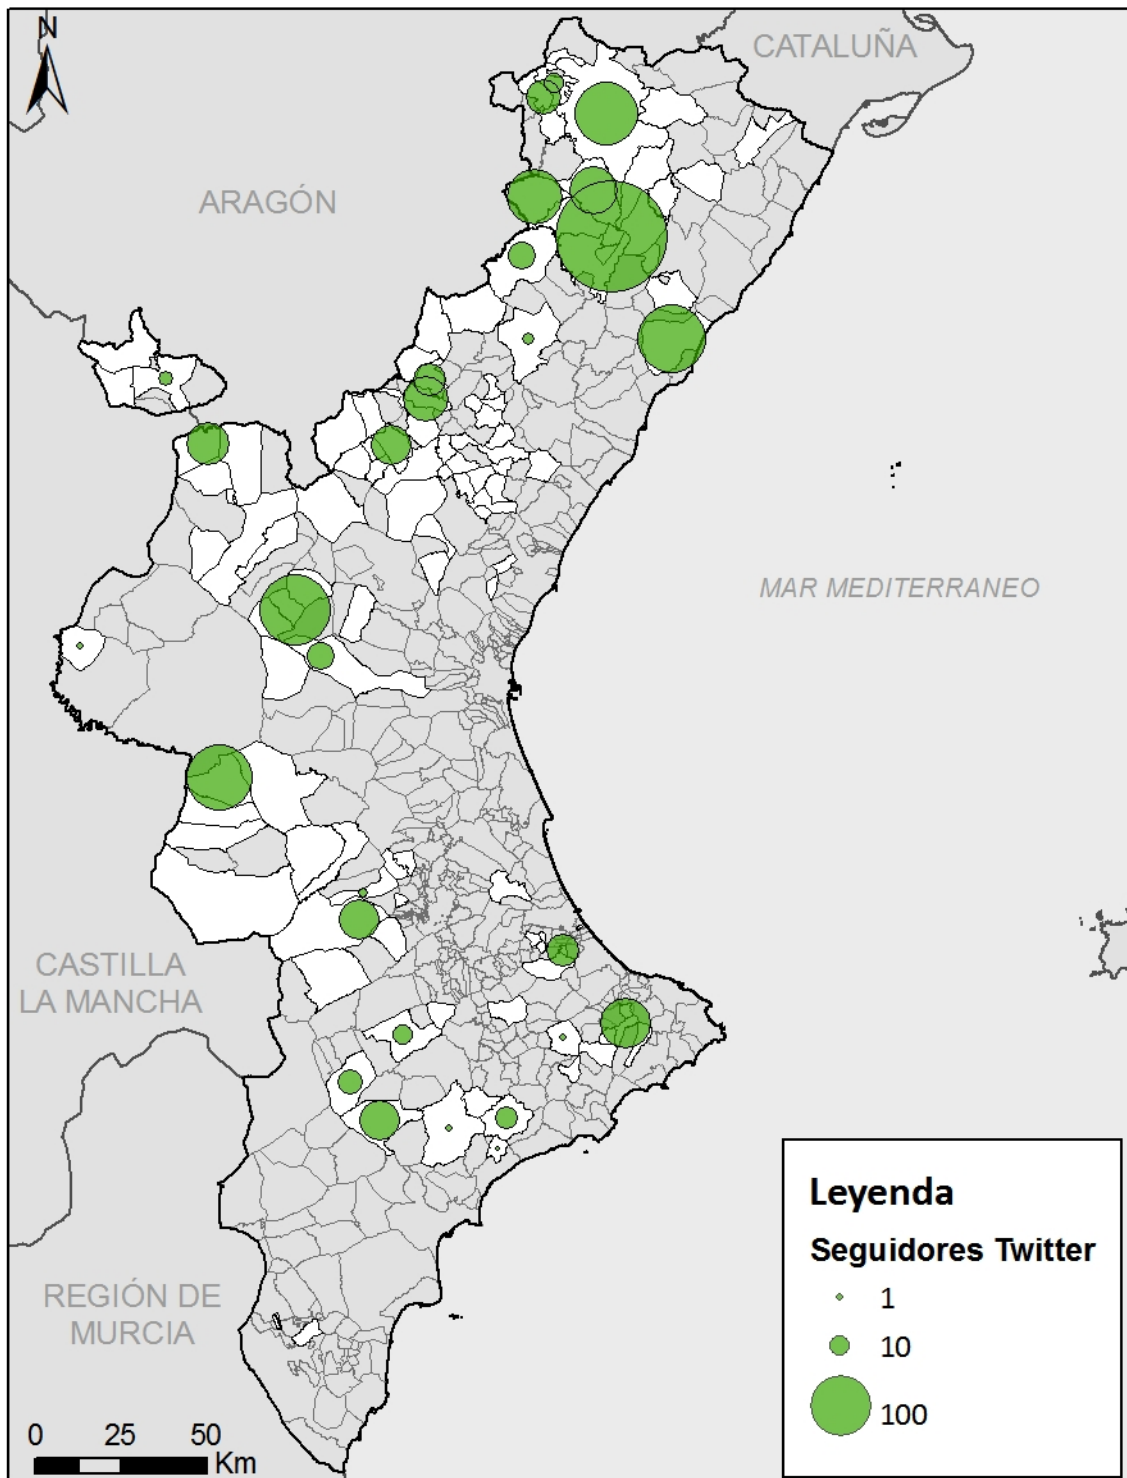 N
CATALUÑA
ARAGÓN
MAR MEDITERRANEO
CASTILLA
LA MANCHA
REGIÓN DE
MURCIA
Leyenda
Seguidores Twitter
1
10
100
0 25 50
Km